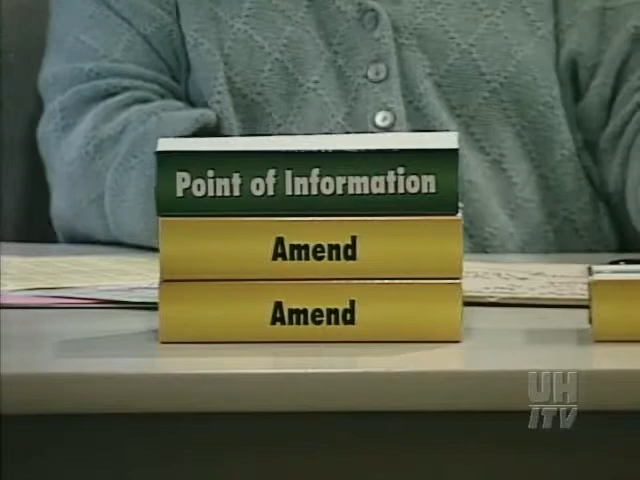 Point of Information
Amend
Amend
UH
ITV